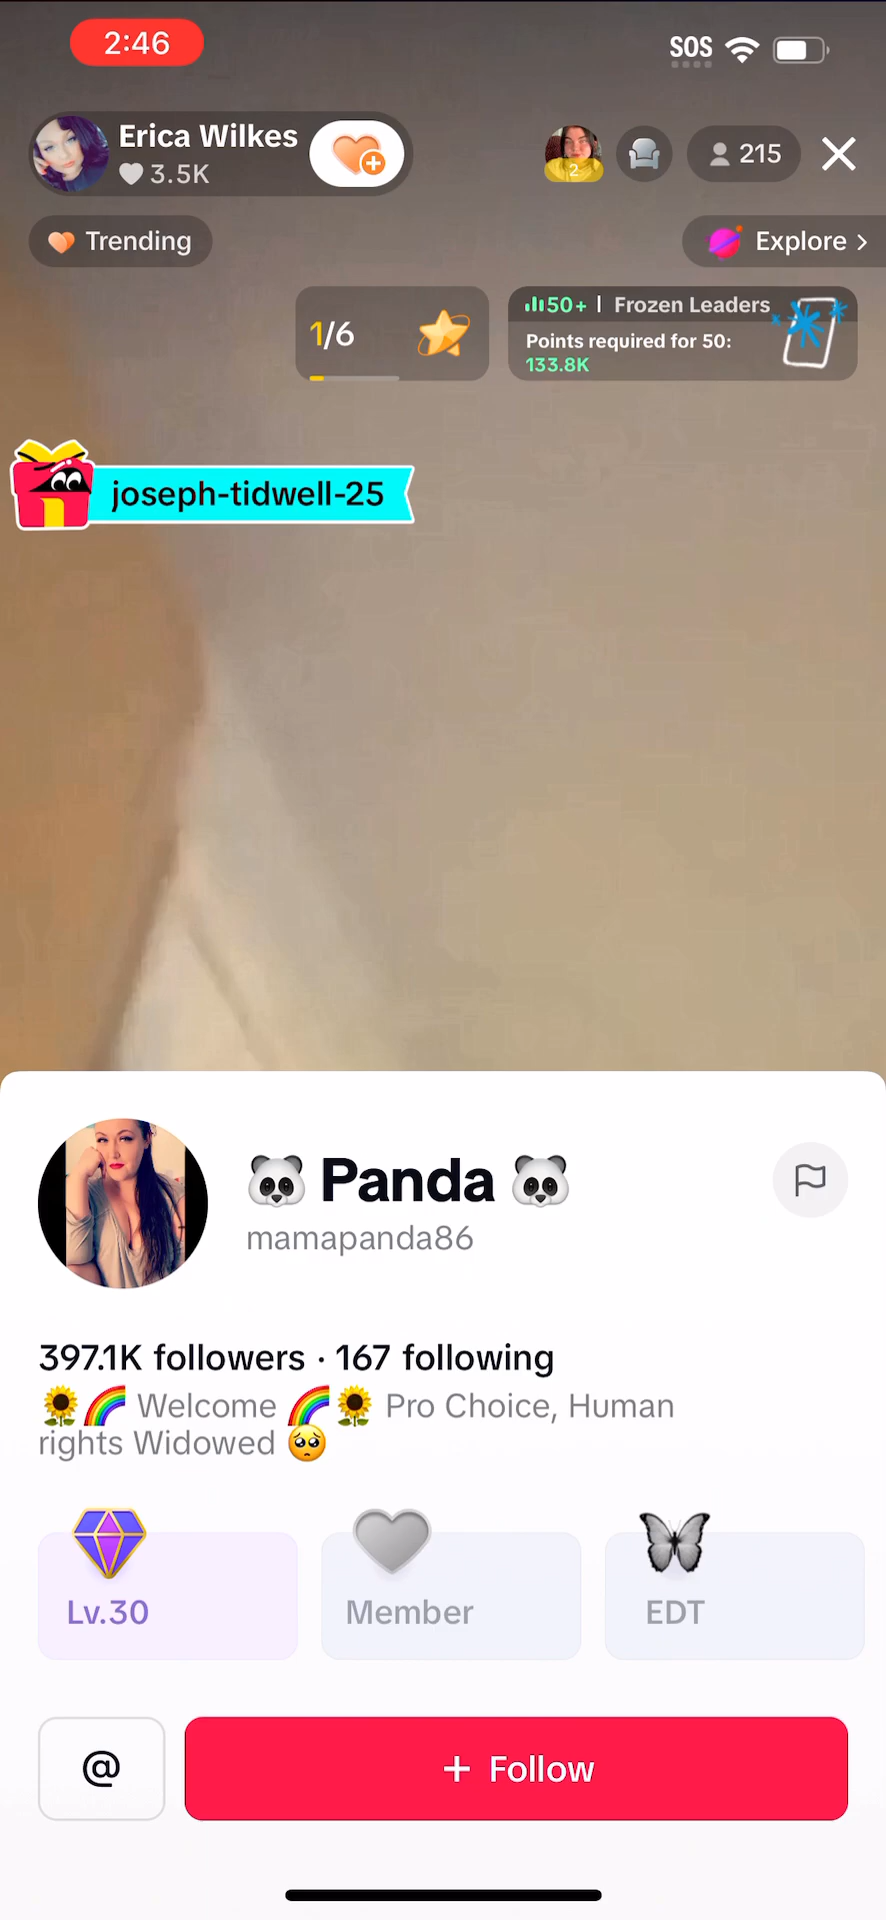 2:46
SOS
Erica Wilkes
3.5K
2
215
Trending
Explore >
1/6
50+ | Frozen Leaders
Points required for 50:
133.8K
joseph-tidwell-25
🐼 Panda 🐼
mamapanda86
397.1K followers · 167 following
🌻🌈 Welcome 🌈🌻 Pro Choice, Human
rights Widowed 🥺
Lv.30
Member
EDT
@
+ Follow